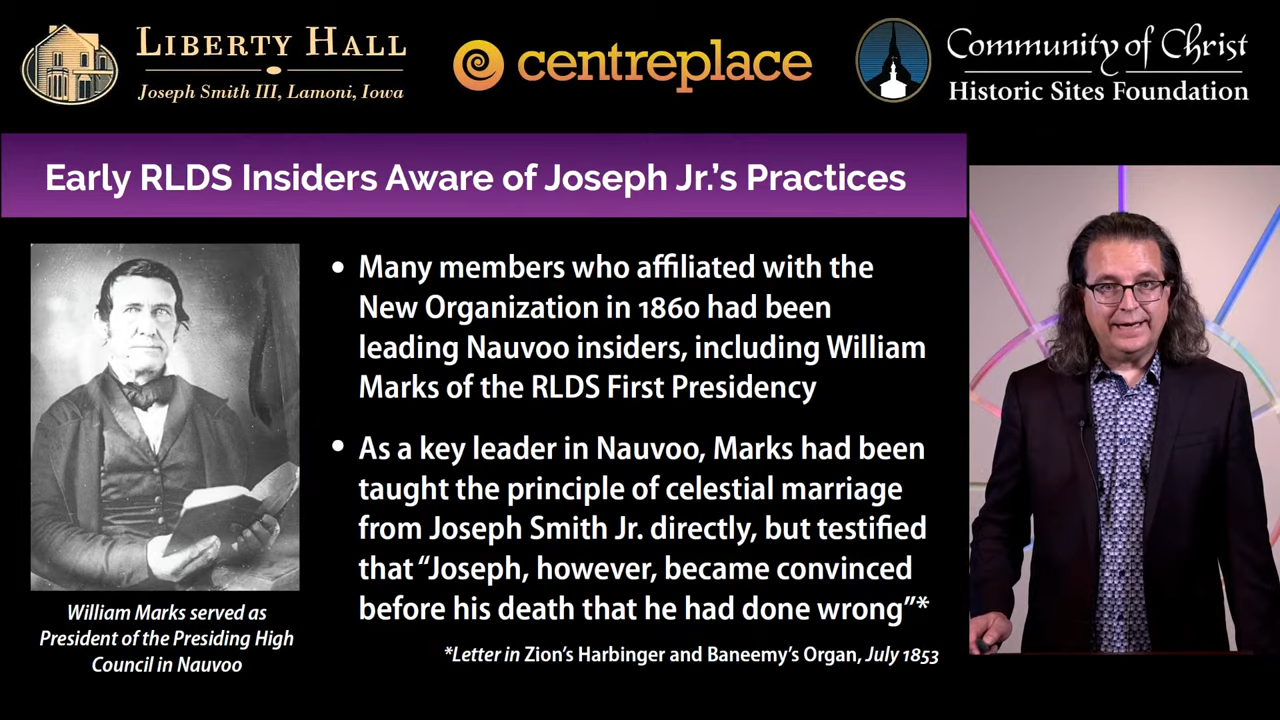 LIBERTY HALL
Joseph Smith III, Lamoni, Iowa
centreplace
Community of Christ
Historic Sites Foundation
Early RLDS Insiders Aware of Joseph Jr.'s Practices
• Many members who affiliated with the
New Organization in 1860 had been
leading Nauvoo insiders, including William
Marks of the RLDS First Presidency
• As a key leader in Nauvoo, Marks had been
taught the principle of celestial marriage
from Joseph Smith Jr. directly, but testified
that “Joseph, however, became convinced
before his death that he had done wrong”*
*Letter in Zion's Harbinger and Baneemy's Organ, July 1853
William Marks served as
President of the Presiding High
Council in Nauvoo